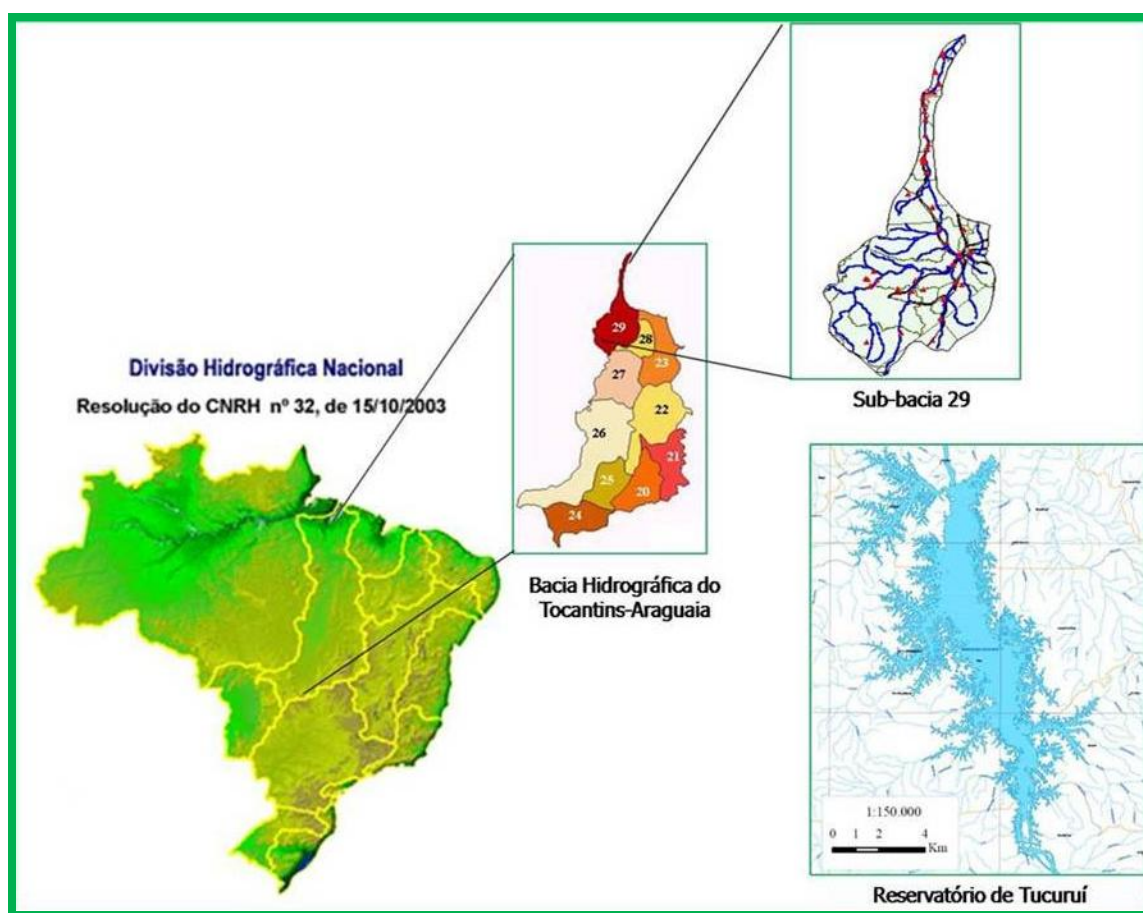 Divisão Hidrográfica Nacional
Resolução do CNRH nº 32, de 15/10/2003
29
28
23
27
22
26
21
25
20
24
Bacia Hidrográfica do
Tocantins-Araguaia
Sub-bacia 29
1:150.000
0 1 2 4
Km
Reservatório de Tucuruí